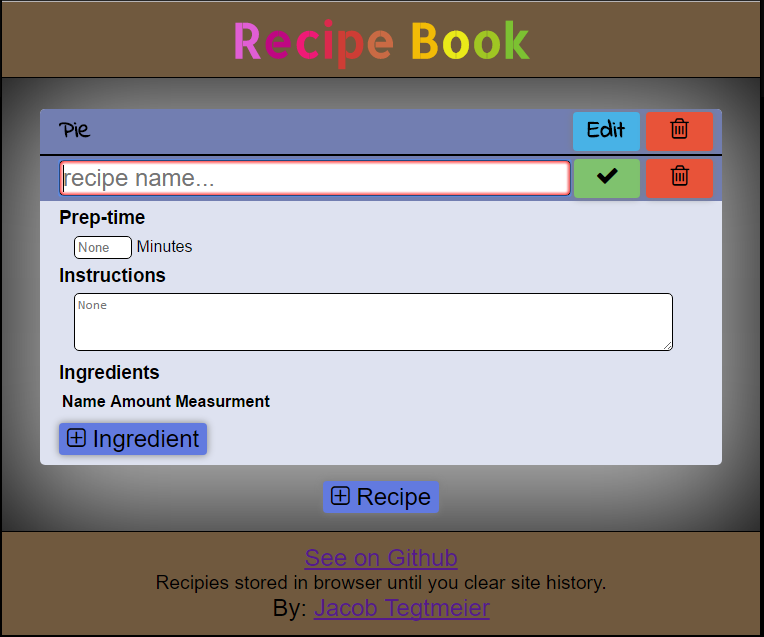 Recipe Book
Pie Edit
recipe name...
Prep-time
None Minutes
Instructions
None
Ingredients
Name Amount Measurment
Ingredient
Recipe
See on Github
Recipies stored in browser until you clear site history.
By: Jacob Tegtmeier